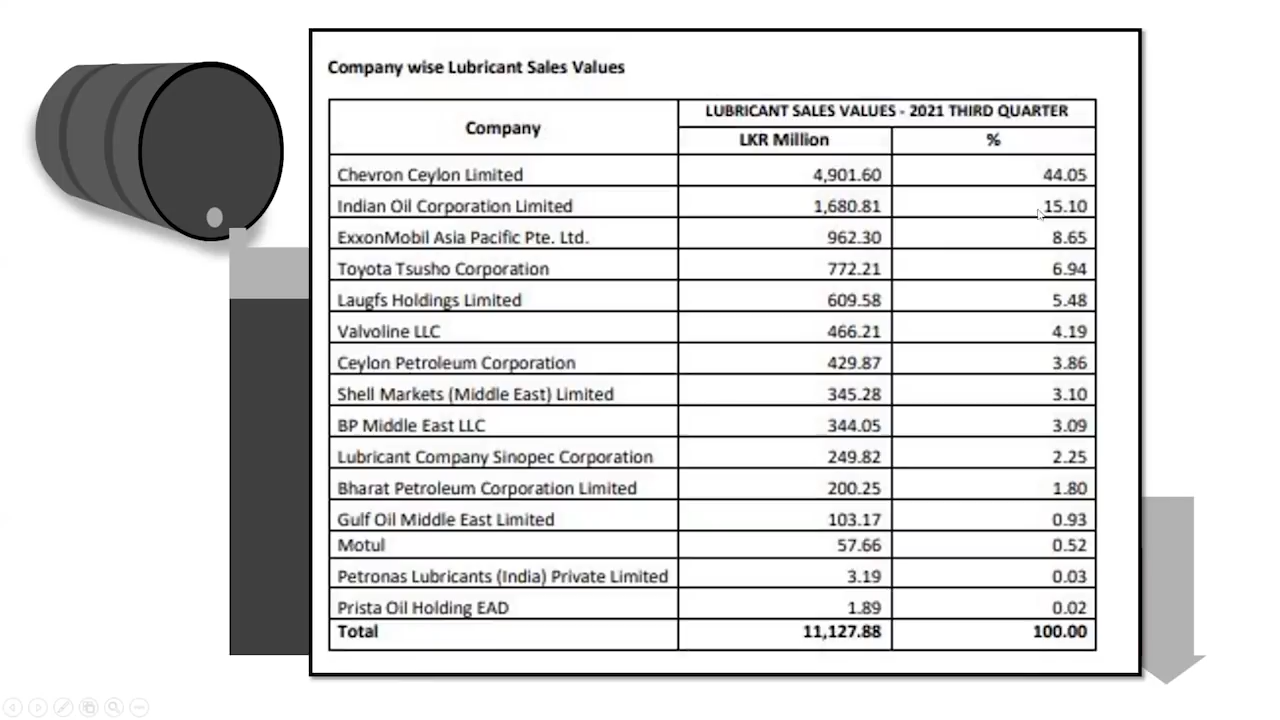 Company wise Lubricant Sales Values
Company
LUBRICANT SALES VALUES - 2021 THIRD QUARTER
LKR Million %
Chevron Ceylon Limited 4,901.60 44.05
Indian Oil Corporation Limited 1,680.81 15.10
ExxonMobil Asia Pacific Pte. Ltd. 962.30 8.65
Toyota Tsusho Corporation 772.21 6.94
Laugfs Holdings Limited 609.58 5.48
Valvoline LLC 466.21 4.19
Ceylon Petroleum Corporation 429.87 3.86
Shell Markets (Middle East) Limited 345.28 3.10
BP Middle East LLC 344.05 3.09
Lubricant Company Sinopec Corporation 249.82 2.25
Bharat Petroleum Corporation Limited 200.25 1.80
Gulf Oil Middle East Limited 103.17 0.93
Motul 57.66 0.52
Petronas Lubricants (India) Private Limited 3.19 0.03
Prista Oil Holding EAD 1.89 0.02
Total 11,127.88 100.00